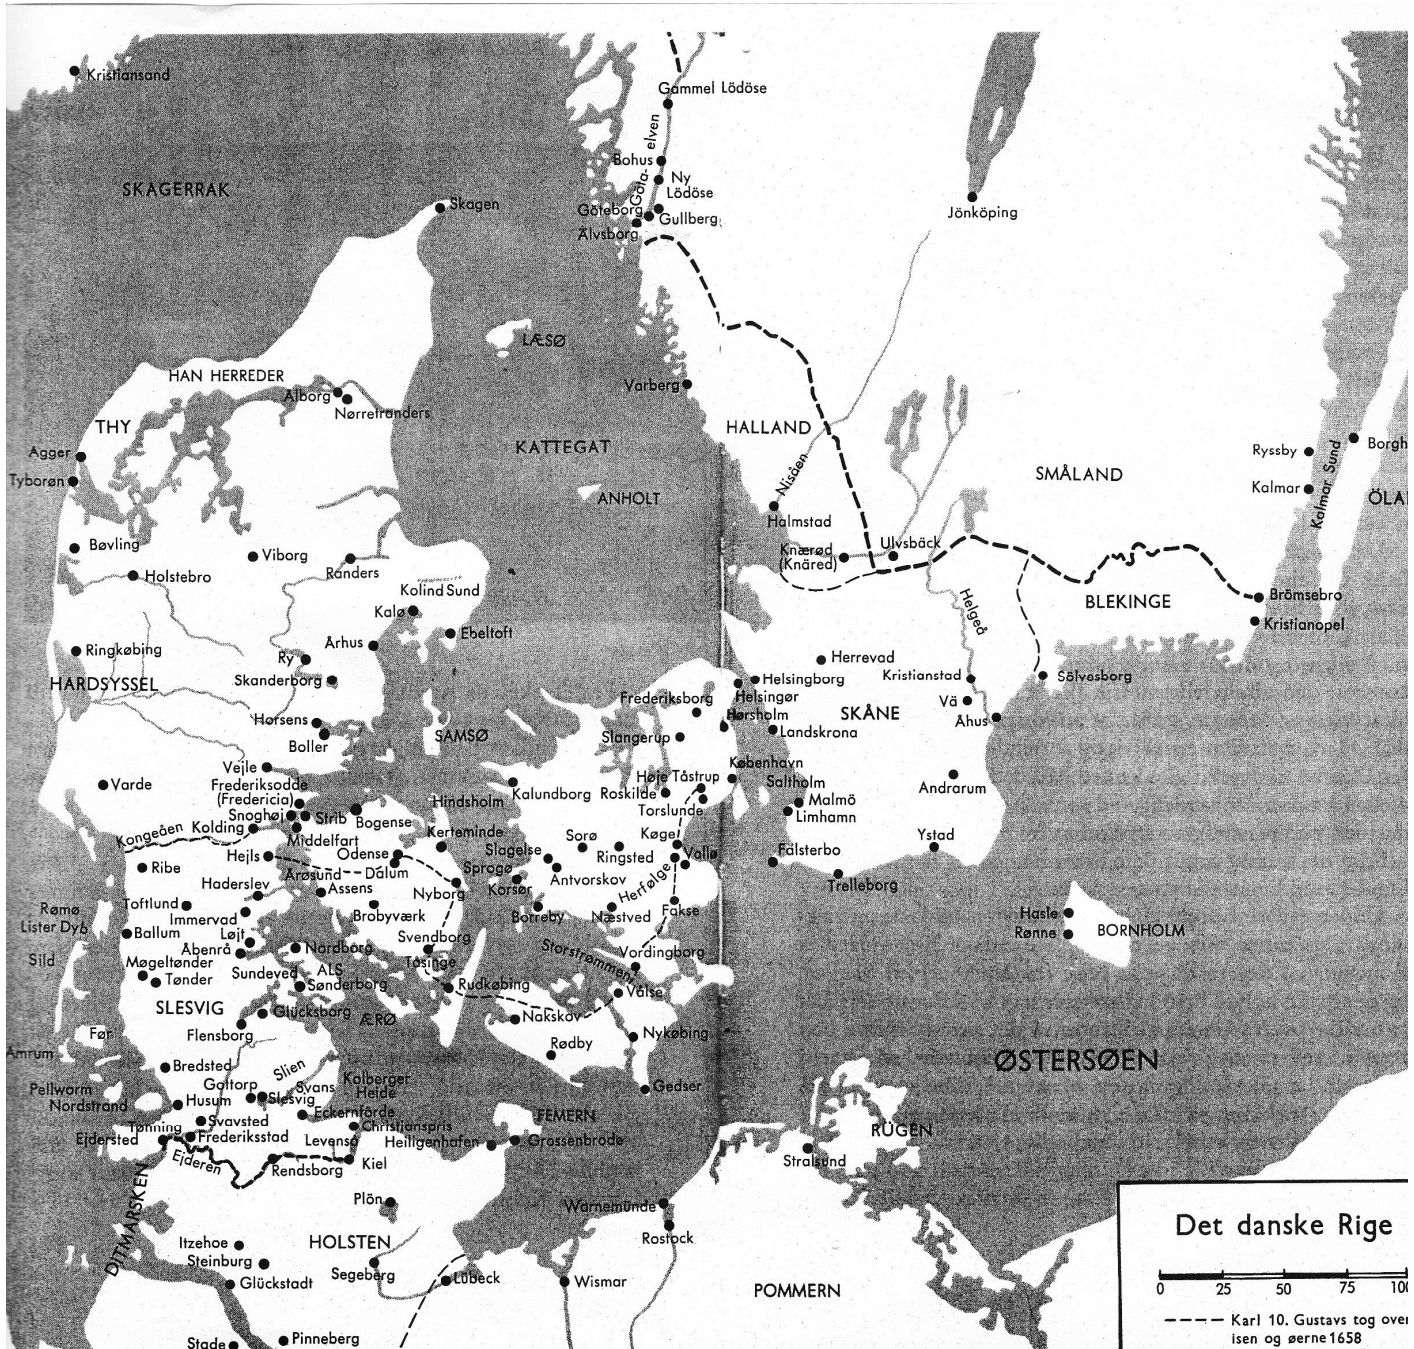 Kristiansand
Gammel Lödöse
Göta-elven
Bohus
Ny
Lödöse
SKAGERRAK
Skagen
Göteborg
Gullberg
Älvsborg
Jönköping
LÆSØ
HAN HERREDER
Ålborg
Nørretranders
Varberg
THY
HALLAND
KATTEGAT
Agger
Tyborøn
Ryssby
Borgh
SMÅLAND
Kalmar Sund
Nisåen
Kalmar
ANHOLT
ÖLA
Halmstad
Bøvling
Viborg
Randers
Knærød
(Knäred)
Ulvsbäck
Holstebro
Kolind Sund
Helgeå
BLEKINGE
Brömsebro
Kalø
Kristianopel
Ebeltoft
Ringkøbing
Århus
Ry
Herrevad
HARDSYSSEL
Skanderborg
Helsingborg
Kristianstad
Sölvesborg
Frederiksborg
Helsingør
Vä
Hørsholm
SKÅNE
Åhus
Hørsens
Landskrona
Boller
SAMSØ
Slangerup
Vejle
København
Frederiksodde
(Fredericia)
Høje Tåstrup
Saltholm
Andrarum
Varde
Kalundborg
Roskilde
Hindsholm
Malmö
Snoghøj
Strib
Bogense
Torslunde
Limhamn
Kongeåen
Kolding
Middelfart
Kerteminde
Sorø
Køge
Ystad
Hejls
Odense
Slagelse
Ringsted
Vallø
Falsterbo
Ribe
Årøsund
Dalum
Sprogø
Antvorskov
Trelleborg
Haderslev
Assens
Nyborg
Korsør
Herfølge
Toftlund
Brobyværk
Borreby
Næstved
Fakse
Rømø
Immervad
Hasle
Lister Dyb
Ballum
Løjt
Svendborg
Rønne
BORNHOLM
Åbenrå
Nordborg
Storstrømmen
Vordingborg
Sild
Møgeltønder
Sundeved
ALS
Tåsinge
Tønder
Sønderborg
Rudkøbing
Vålse
SLESVIG
Glücksborg
ÆRØ
Nakskov
Flensborg
Før
Nykøbing
Amrum
Rødby
ØSTERSØEN
Bredsted
Slien
Kolberger
Heide
Gedser
Pellworm
Gottorp
Svans
Nordstrand
Husum
Slesvig
Eckernförde
FEMERN
Svavsted
Christianspris
Tønning
Ejdersted
Frederiksstad
Levenså
Heiligenhafen
Grossenbrode
RÜGEN
Ejderen
Rendsborg
Kiel
Stralsund
DITMARSKEN
Plön
Warnemünde
Rostock
Itzehoe
HOLSTEN
Steinburg
Segeberg
Glückstadt
Lübeck
Wismar
POMMERN
Stade
Pinneberg
Det danske Rige
0 25 50 75 100
Karl 10. Gustavs tog over
isen og øerne 1658